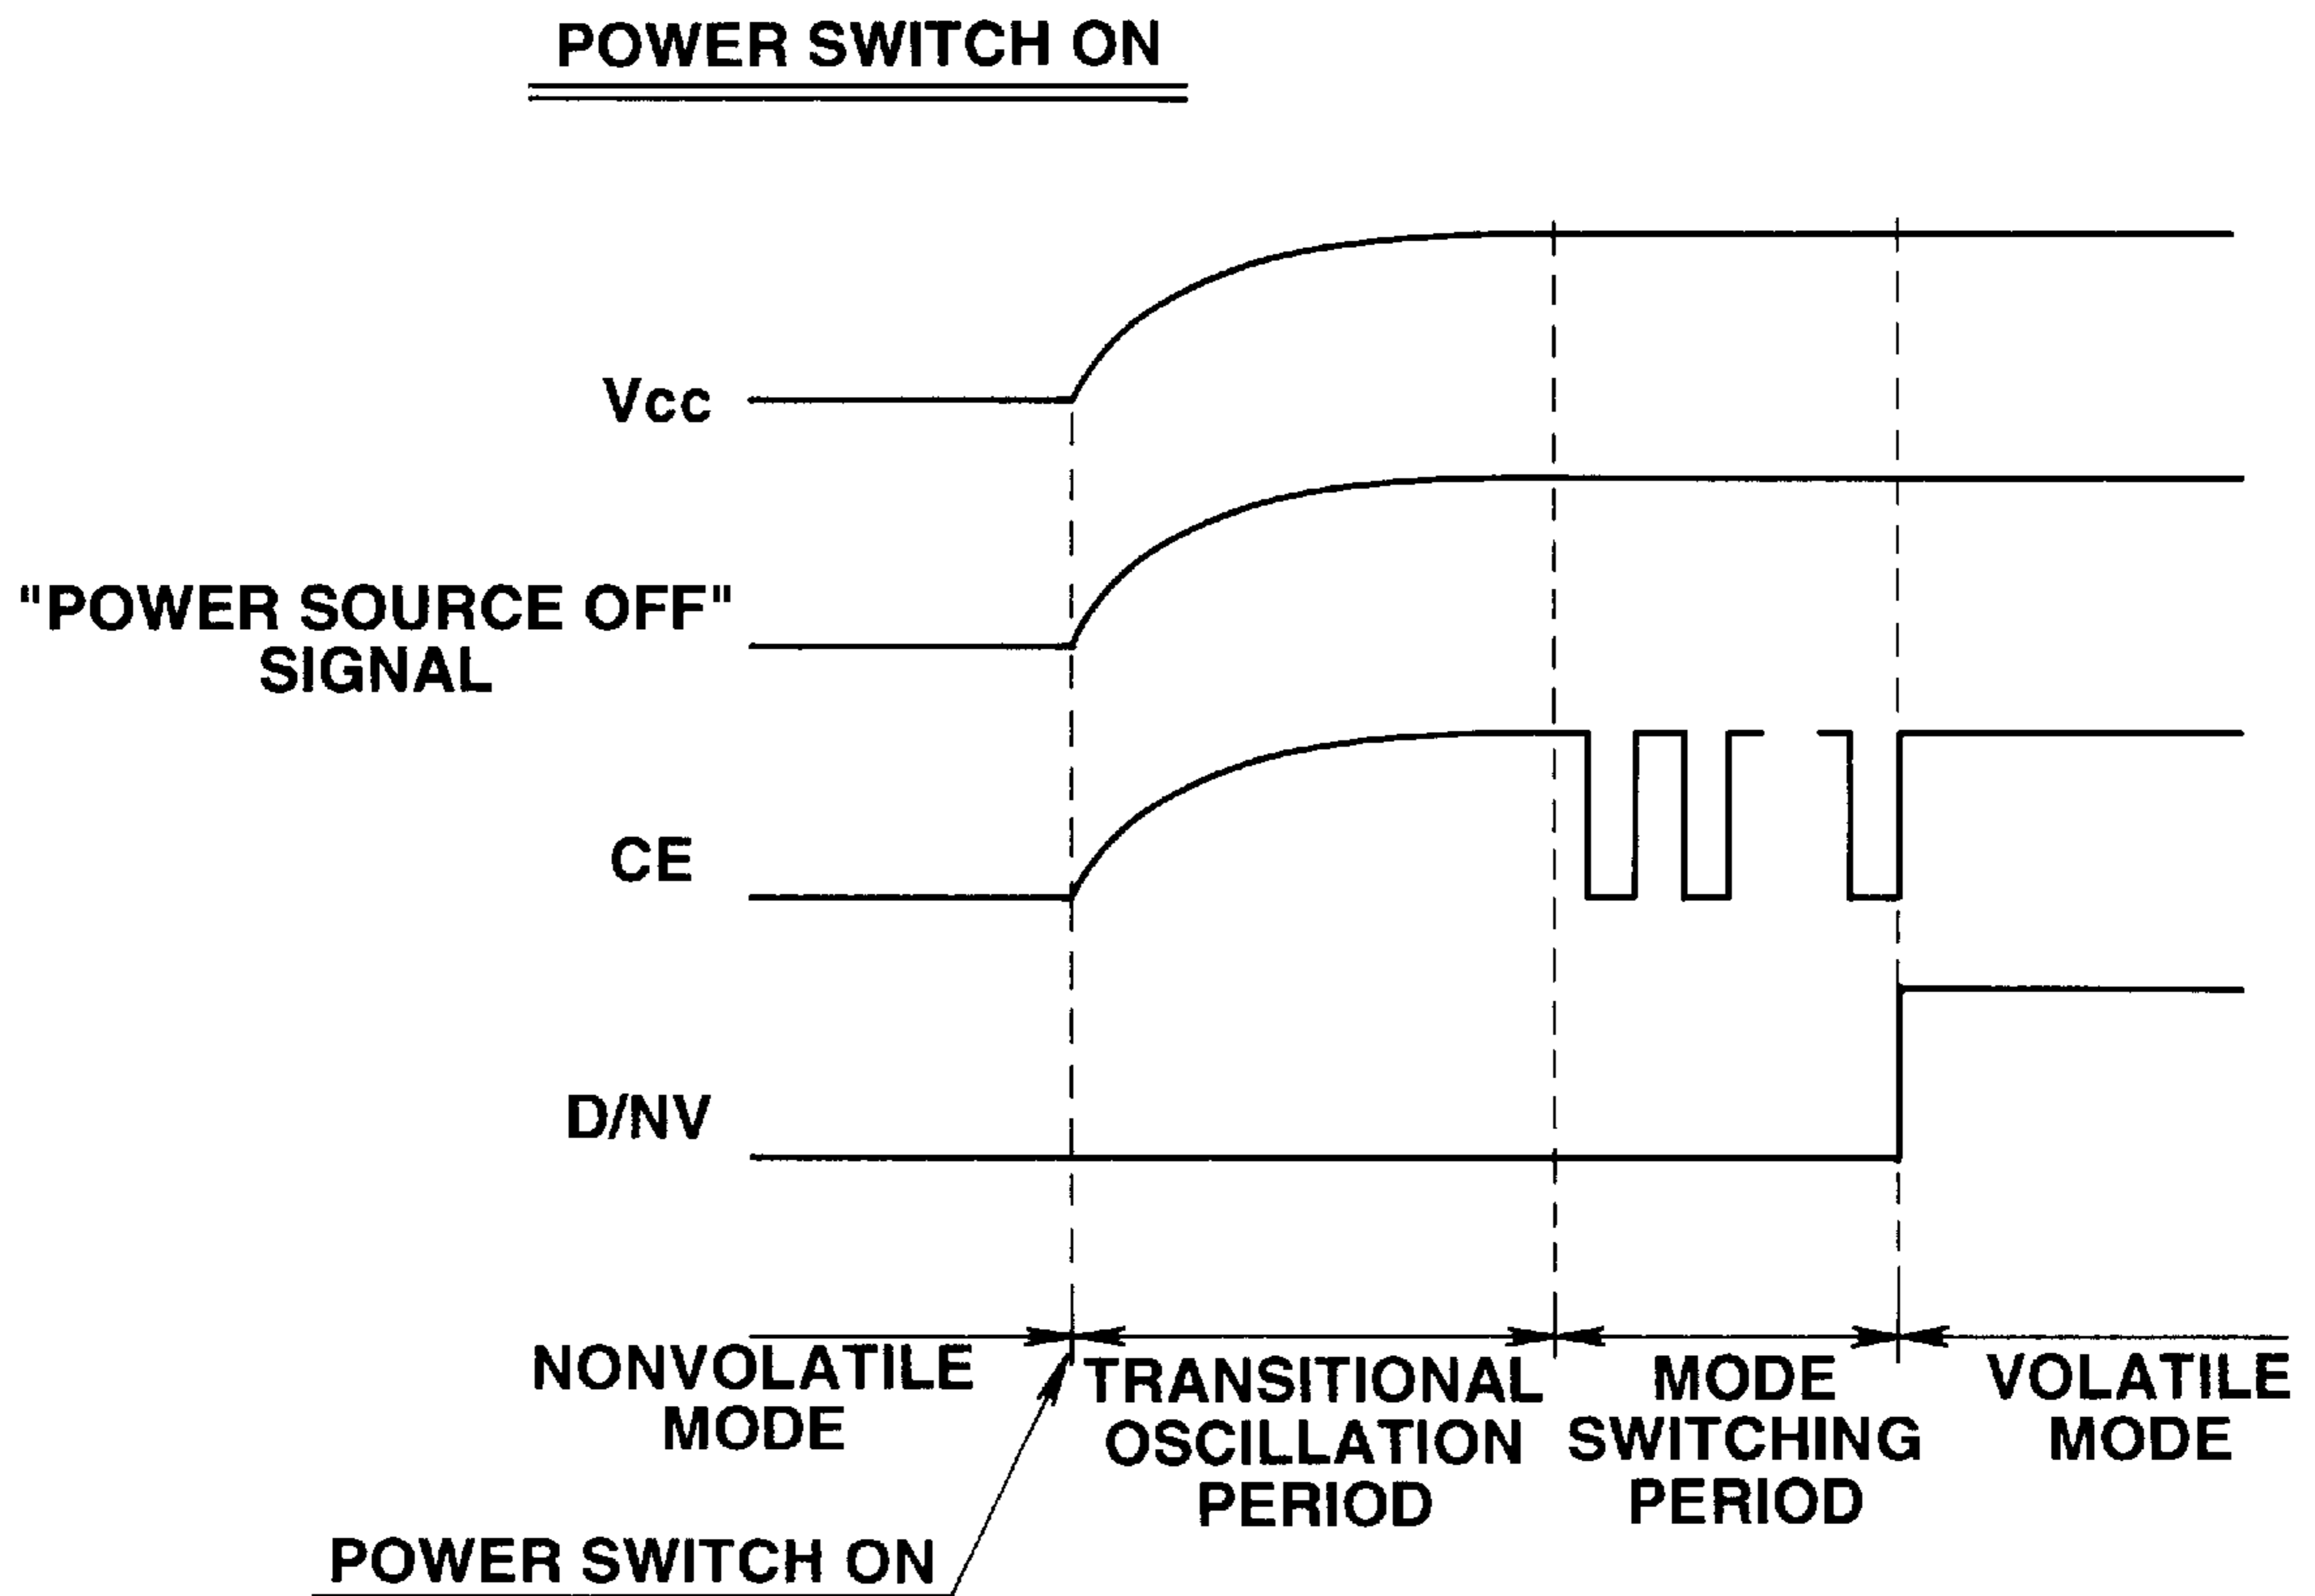 POWER SWITCH ON
Vcc
"POWER SOURCE OFF"
SIGNAL
CE
D/NV
NONVOLATILE
MODE
TRANSITIONAL
OSCILLATION
PERIOD
MODE
SWITCHING
PERIOD
VOLATILE
MODE
POWER SWITCH ON